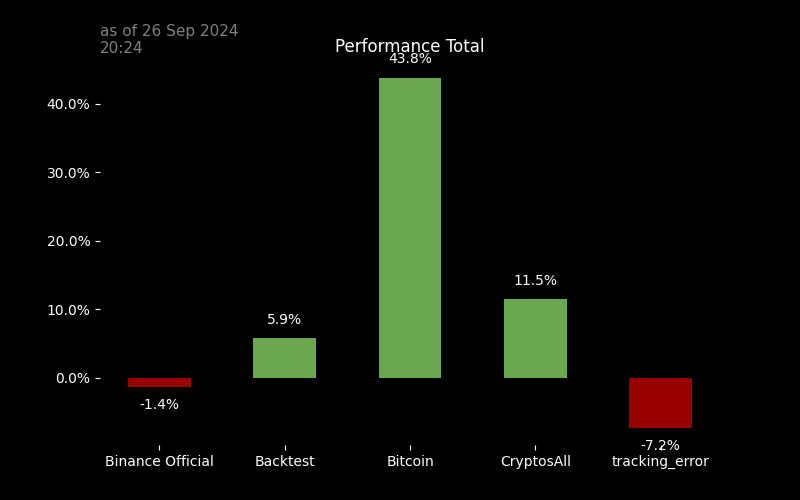 as of 26 Sep 2024
20:24
Performance Total
43.8%
40.0%
30.0%
11.5%
20.0%
5.9%
10.0%
0.0%
-1.4%
-7.2%
Binance Official
Backtest
Bitcoin
CryptosAll
tracking_error